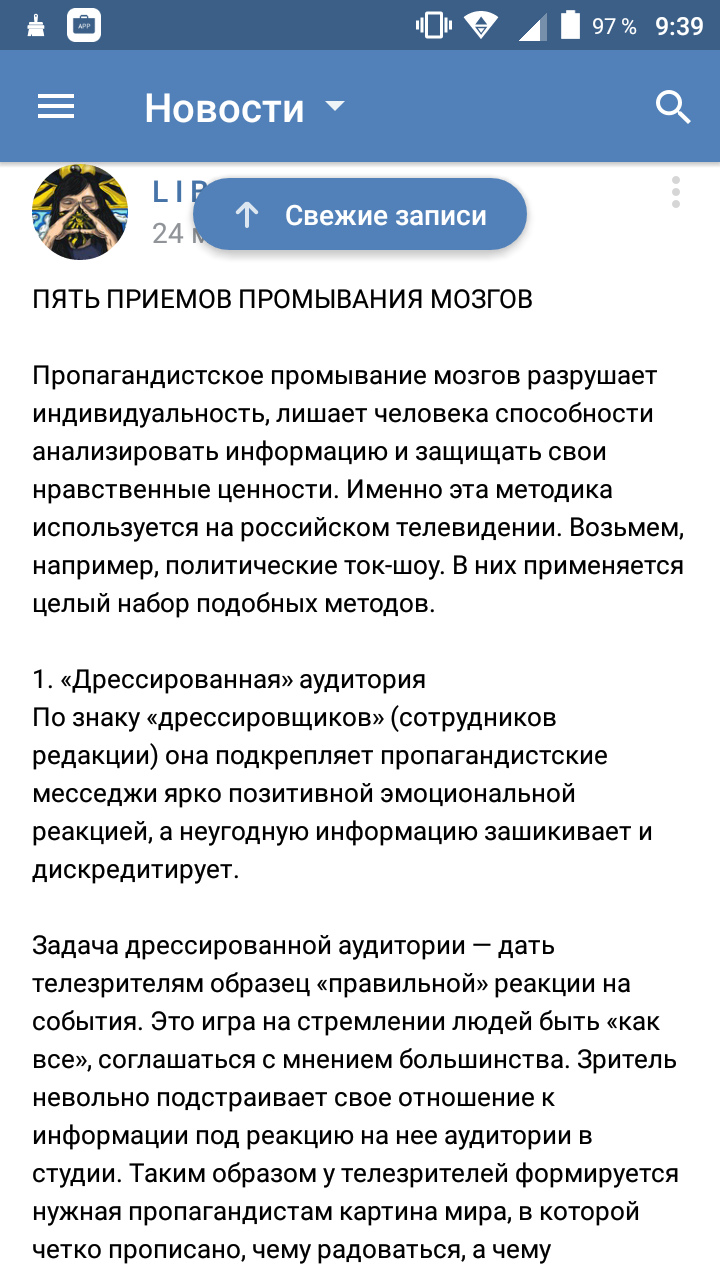 APP
97 % 9:39
Новости
LIB
Свежие записи
24
ПЯТЬ ПРИЕМОВ ПРОМЫВАНИЯ МОЗГОВ
Пропагандистское промывание мозгов разрушает
индивидуальность, лишает человека способности
анализировать информацию и защищать свои
нравственные ценности. Именно эта методика
используется на российском телевидении. Возьмем,
например, политические ток-шоу. В них применяется
целый набор подобных методов.
1. «Дрессированная» аудитория
По знаку «дрессировщиков» (сотрудников
редакции) она подкрепляет пропагандистские
месседжи ярко позитивной эмоциональной
реакцией, а неугодную информацию зашикивает и
дискредитирует.
Задача дрессированной аудитории — дать
телезрителям образец «правильной» реакции на
события. Это игра на стремлении людей быть «как
все», соглашаться с мнением большинства. Зритель
невольно подстраивает свое отношение к
информации под реакцию на нее аудитории в
студии. Таким образом у телезрителей формируется
нужная пропагандистам картина мира, в которой
четко прописано, чему радоваться, а чему